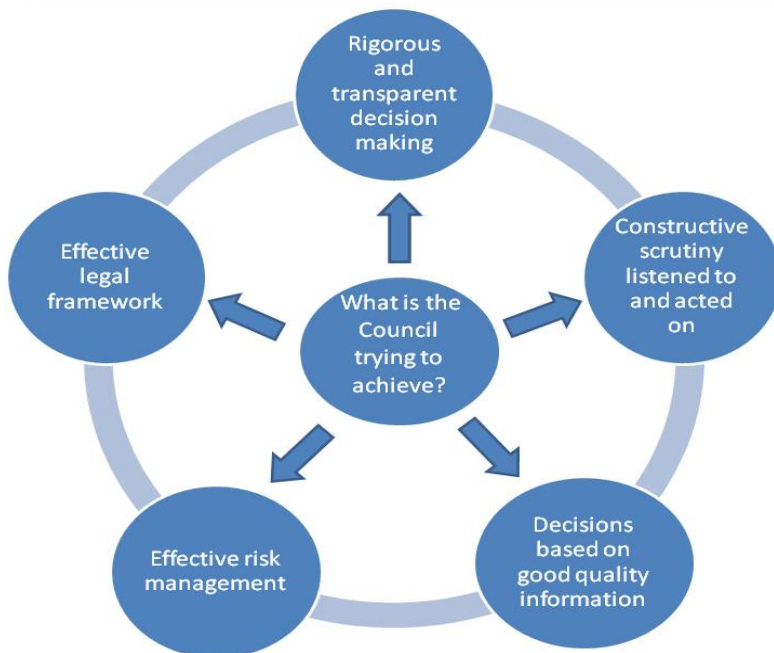 Rigorous
and
transparent
decision
making
Constructive
scrutiny
listened to
and acted
on
Effective
legal
framework
What is the
Council
trying to
achieve?
Decisions
based on
good quality
information
Effective risk
management